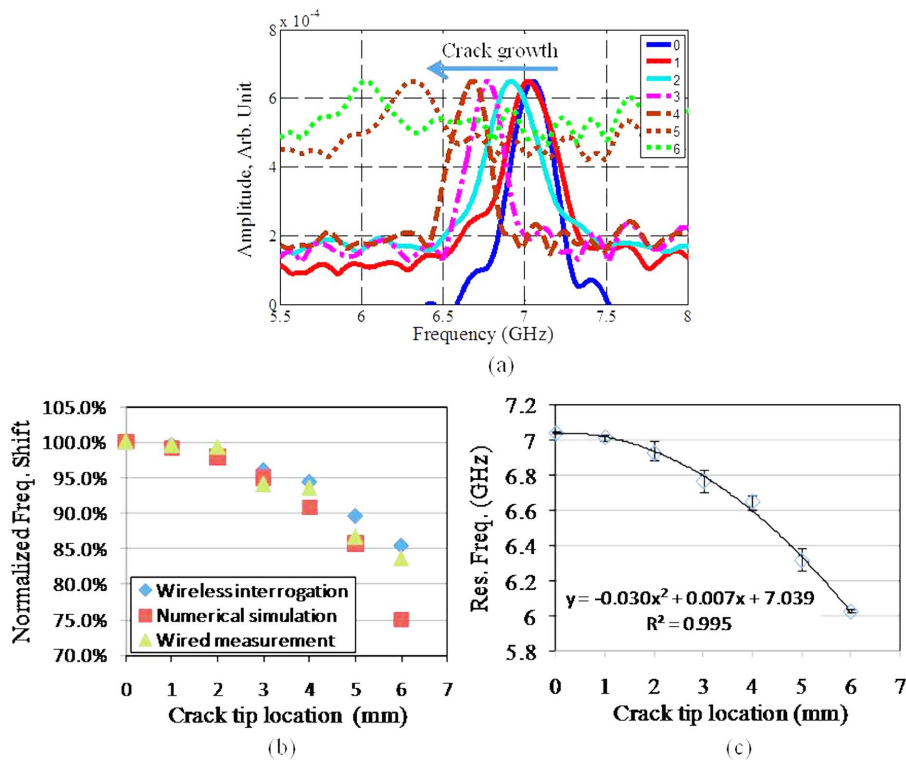 8 x 10⁻⁴
6
4
2
0
5.5 6 6.5 7 7.5 8
Amplitude, Arb. Unit
Frequency (GHz)
Crack growth
0
1
2
3
4
5
6
(a)
105.0%
100.0%
95.0%
90.0%
85.0%
80.0%
75.0%
70.0%
Normalized Freq. Shift
Wireless interrogation
Numerical simulation
Wired measurement
0 1 2 3 4 5 6 7
Crack tip location (mm)
(b)
7.2
7
6.8
6.6
6.4
6.2
6
5.8
Res. Freq. (GHz)
y = -0.030x² + 0.007x + 7.039
R² = 0.995
0 1 2 3 4 5 6 7
Crack tip location (mm)
(c)